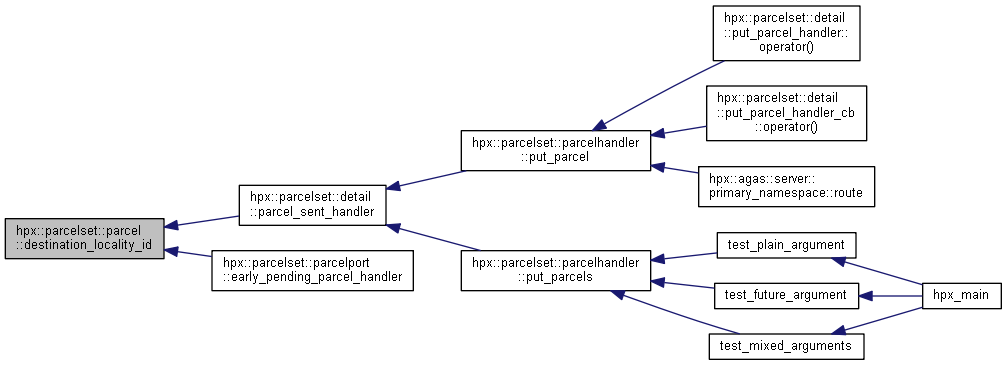 hpx::parcelset::parcel
::destination_locality_id
hpx::parcelset::detail
::parcel_sent_handler
hpx::parcelset::parcelport
::early_pending_parcel_handler
hpx::parcelset::parcelhandler
::put_parcel
hpx::parcelset::parcelhandler
::put_parcels
hpx::parcelset::detail
::put_parcel_handler::
operator()
hpx::parcelset::detail
::put_parcel_handler_cb
::operator()
hpx::agas::server::
primary_namespace::route
test_plain_argument
test_future_argument
test_mixed_arguments
hpx_main